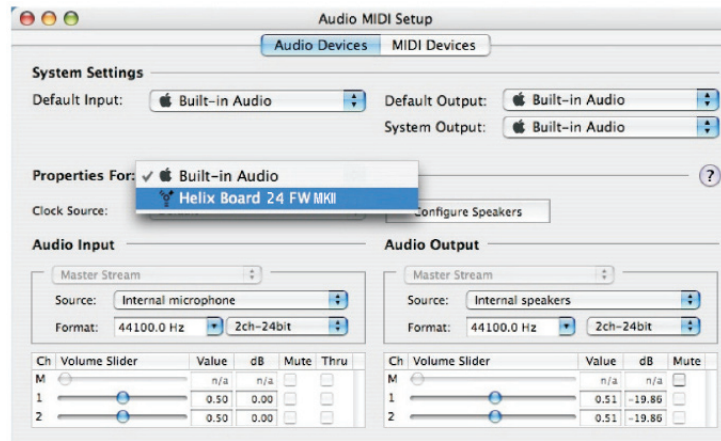 Audio MIDI Setup
Audio Devices MIDI Devices
System Settings
Default Input: Built-in Audio Default Output: Built-in Audio
System Output: Built-in Audio
Properties For: ✓ Built-in Audio ?
Helix Board 24 FW MKII
Clock Source: Configure Speakers
Audio Input Audio Output
Master Stream Master Stream
Source: Internal microphone Source: Internal speakers
Format: 44100.0 Hz 2ch-24bit Format: 44100.0 Hz 2ch-24bit
Ch Volume Slider Value dB Mute Thru Ch Volume Slider Value dB Mute
M n/a n/a M n/a n/a
1 0.50 0.00 1 0.51 -19.86
2 0.50 0.00 2 0.51 -19.86